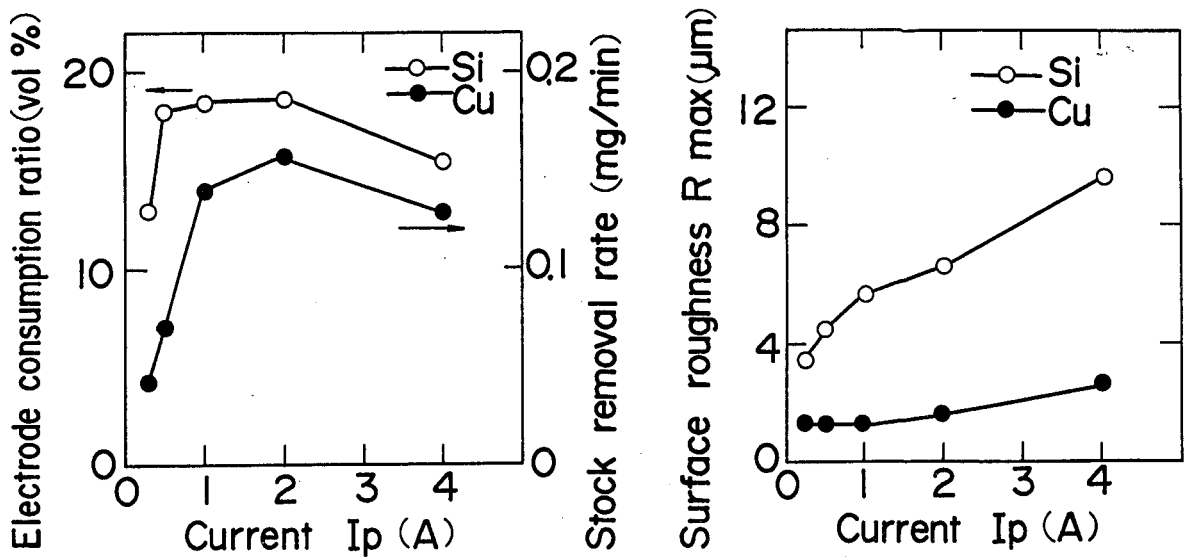 Electrode consumption ratio (vol %)
20
10
0
0 1 2 3 4
Current Ip (A)
Si
Cu
0.2
0.1
0
Stock removal rate (mg/min)
Surface roughness R max (μm)
12
8
4
0
0 1 2 3 4
Current Ip (A)
Si
Cu